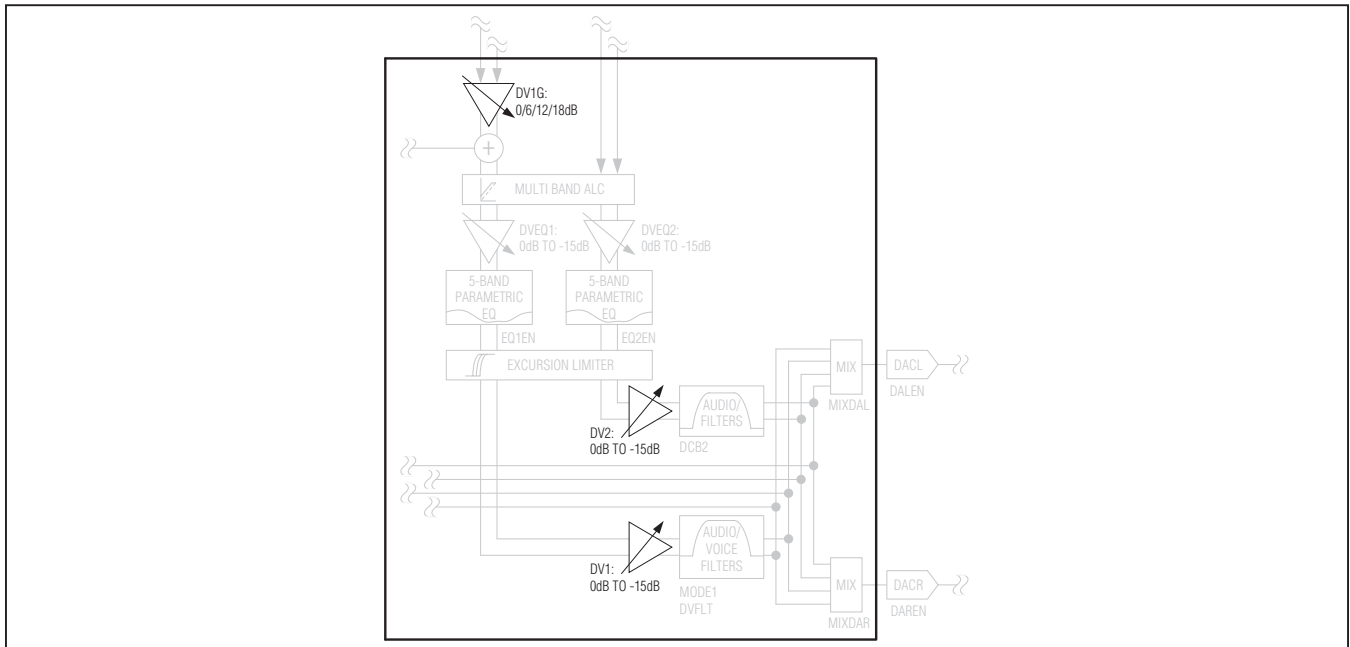 DV1G:
0/6/12/18dB
+
MULTI BAND ALC
DVEQ1:
0dB TO -15dB
DVEQ2:
0dB TO -15dB
5-BAND
PARAMETRIC
EQ
5-BAND
PARAMETRIC
EQ
EQ1EN
EQ2EN
EXCURSION LIMITER
MIX
DACL
DALEN
MIXDAL
AUDIO/
FILTERS
DV2:
0dB TO -15dB
DCB2
AUDIO/
VOICE
FILTERS
DV1:
0dB TO -15dB
MODE1
DVFLT
MIX
DACR
DAREN
MIXDAR